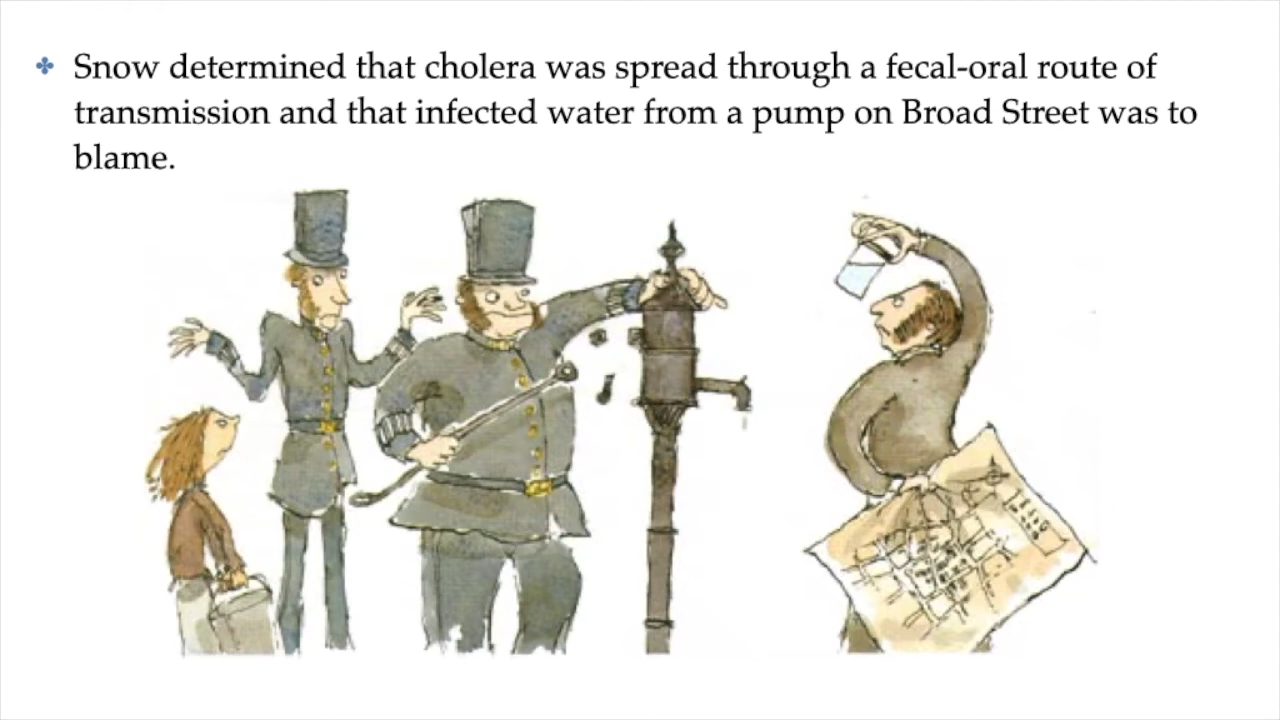 Snow determined that cholera was spread through a fecal-oral route of
transmission and that infected water from a pump on Broad Street was to
blame.